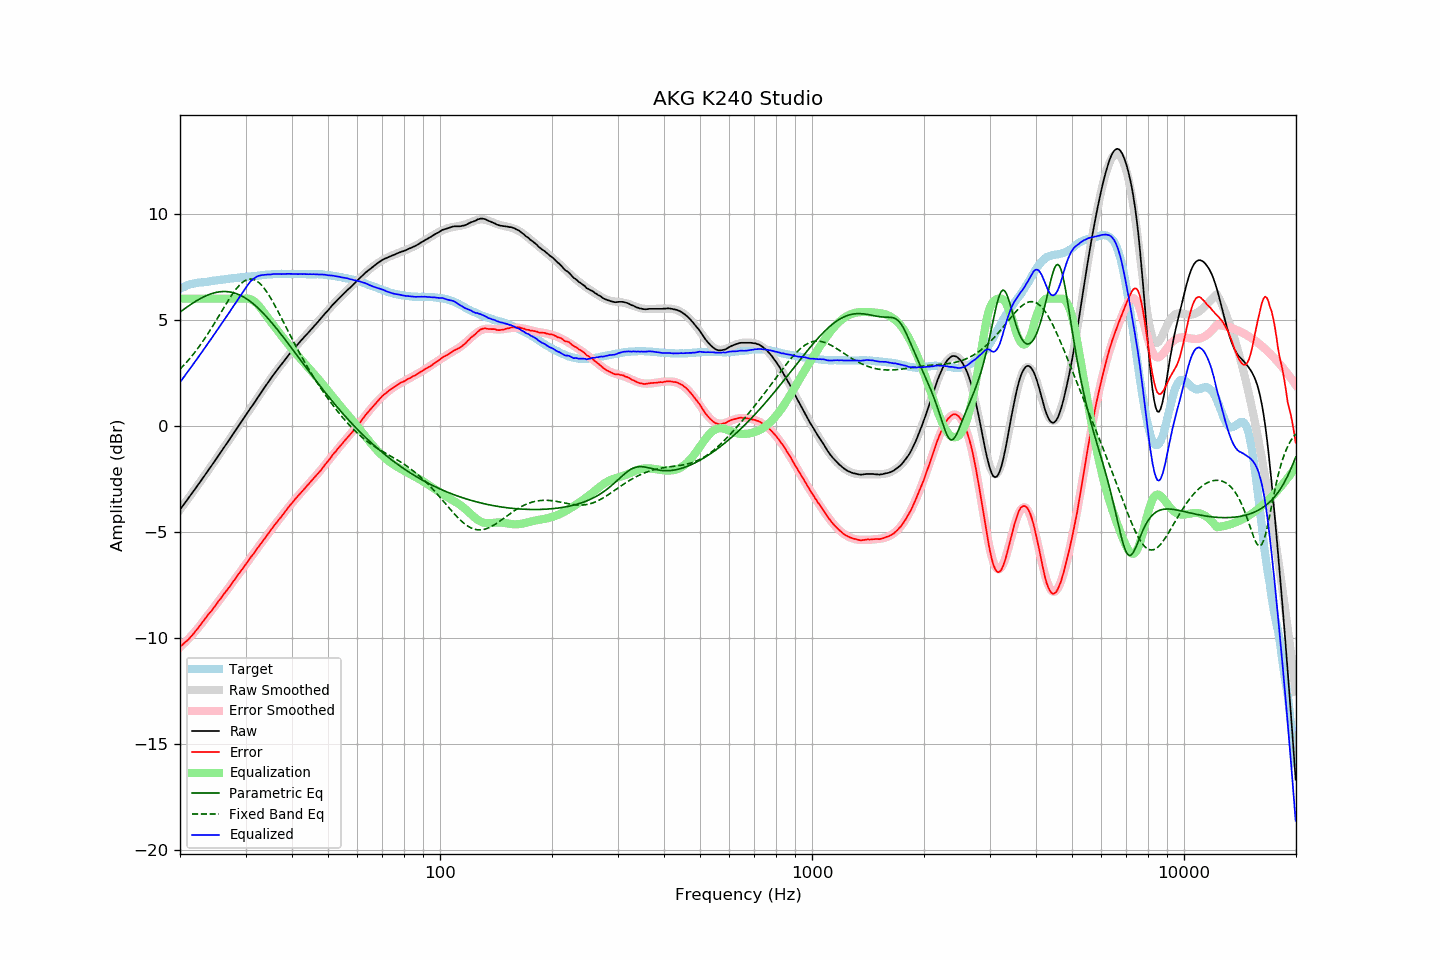 AKG K240 Studio
Amplitude (dBr)
10
5
0
−5
−10
−15
−20
Target
Raw Smoothed
Error Smoothed
Raw
Error
Equalization
Parametric Eq
Fixed Band Eq
Equalized
100
1000
10000
Frequency (Hz)